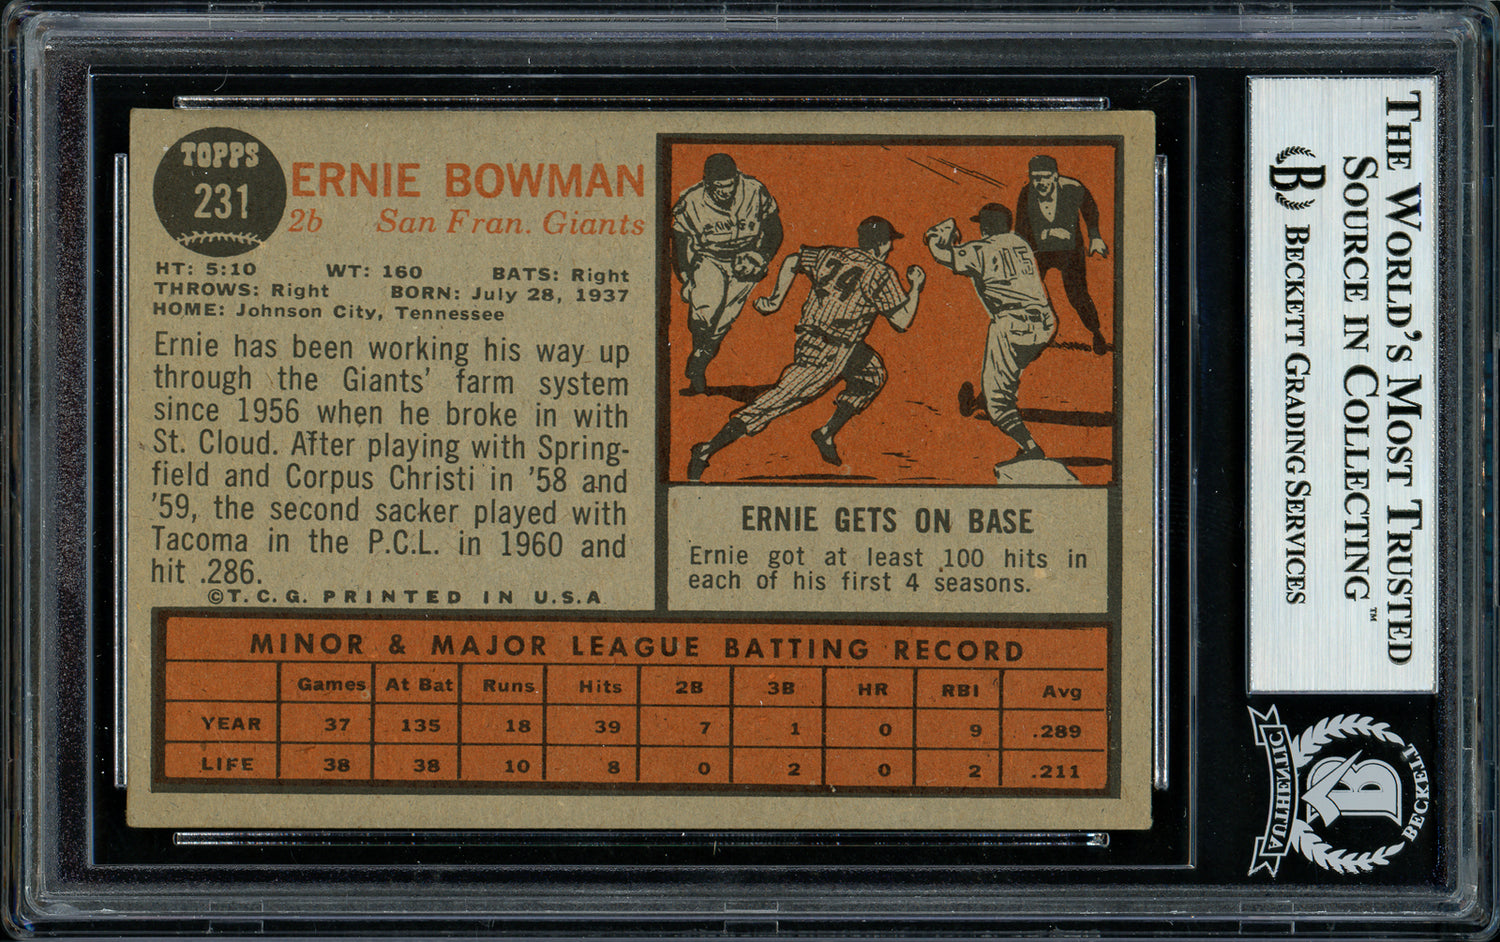 TOPPS
231
ERNIE BOWMAN
2b San Fran. Giants
HT: 5:10 WT: 160 BATS: Right
THROWS: Right BORN: July 28, 1937
HOME: Johnson City, Tennessee
Ernie has been working his way up
through the Giants' farm system
since 1956 when he broke in with
St. Cloud. After playing with Spring-
field and Corpus Christi in '58 and
'59, the second sacker played with
Tacoma in the P.C.L. in 1960 and
hit .286.
©T.C.G. PRINTED IN U.S.A
24
15
ERNIE GETS ON BASE
Ernie got at least 100 hits in
each of his first 4 seasons.
MINOR & MAJOR LEAGUE BATTING RECORD
Games At Bat Runs Hits 2B 3B HR RBI Avg
YEAR 37 135 18 39 7 1 0 9 .289
LIFE 38 38 10 8 0 2 0 2 .211
THE WORLD'S MOST TRUSTED
SOURCE IN COLLECTING™
B BECKETT GRADING SERVICES
AUTHENTIC
B
BECKETT